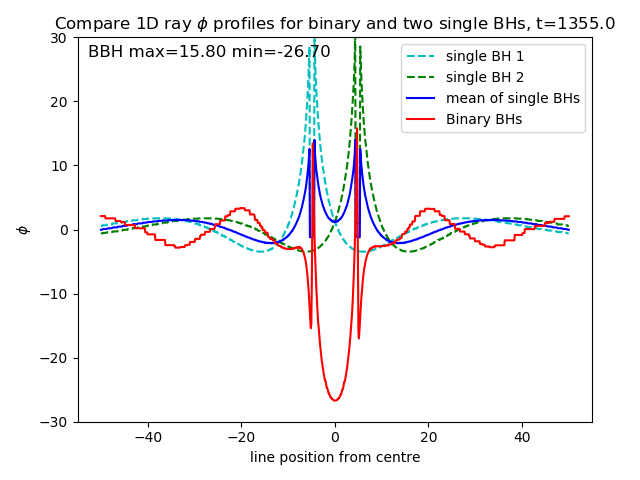 Compare 1D ray ϕ profiles for binary and two single BHs, t=1355.0
BBH max=15.80 min=-26.70
single BH 1
single BH 2
mean of single BHs
Binary BHs
30
20
10
0
−10
−20
−30
ϕ
−40
−20
0
20
40
line position from centre